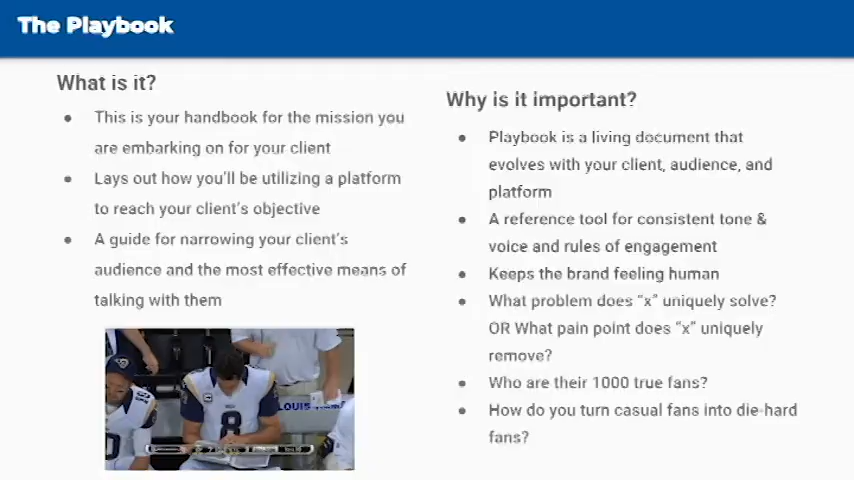 The Playbook
What is it?
This is your handbook for the mission you
are embarking on for your client
Lays out how you'll be utilizing a platform
to reach your client's objective
A guide for narrowing your client's
audience and the most effective means of
talking with them
8
LOUIS
Why is it important?
Playbook is a living document that
evolves with your client, audience, and
platform
A reference tool for consistent tone &
voice and rules of engagement
Keeps the brand feeling human
What problem does “x” uniquely solve?
OR What pain point does “x” uniquely
remove?
Who are their 1000 true fans?
How do you turn casual fans into die-hard
fans?